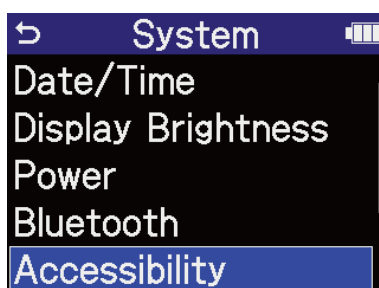 System
Date/Time
Display Brightness
Power
Bluetooth
Accessibility